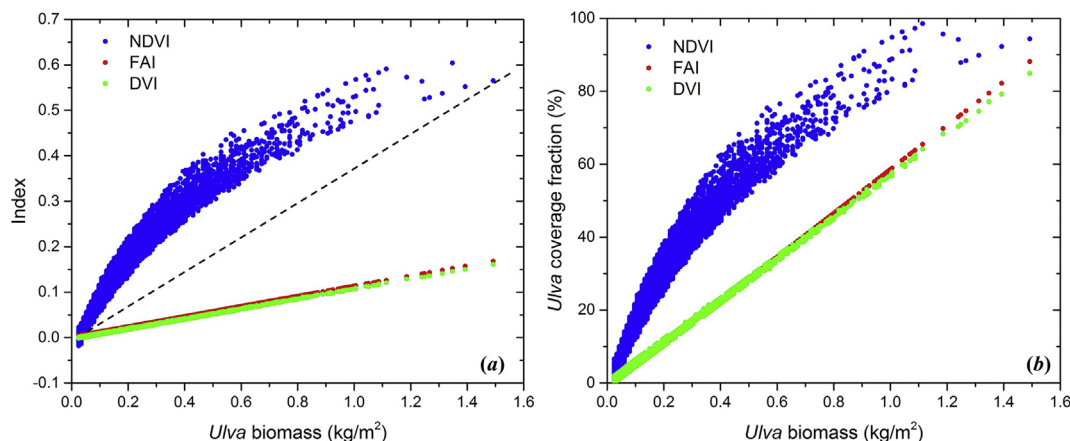 0.7
0.6
0.5
0.4
0.3
0.2
0.1
0.0
-0.1
Index
NDVI
FAI
DVI
(a)
0.0 0.2 0.4 0.6 0.8 1.0 1.2 1.4 1.6
Ulva biomass (kg/m²)
100
80
60
40
20
0
Ulva coverage fraction (%)
NDVI
FAI
DVI
(b)
0.0 0.2 0.4 0.6 0.8 1.0 1.2 1.4 1.6
Ulva biomass (kg/m²)